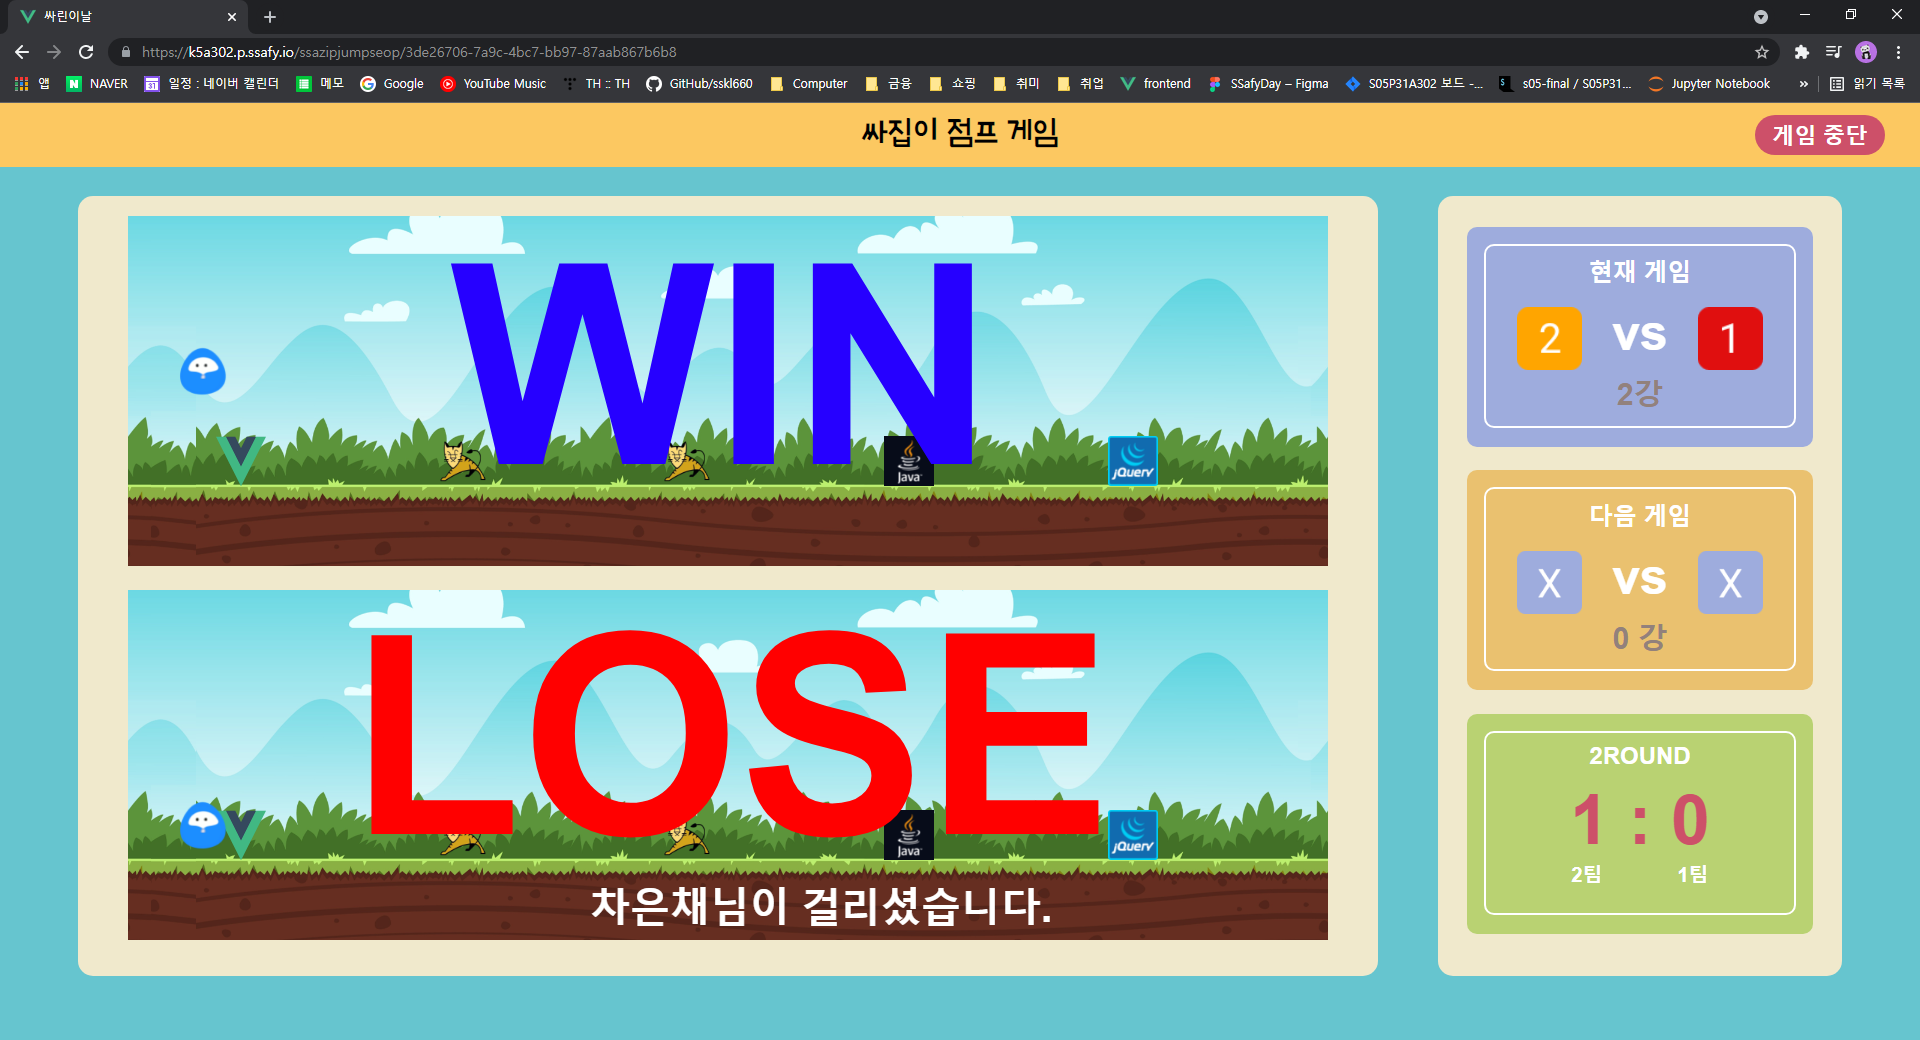 싸린이날
https://k5a302.p.ssafy.io/ssazipjumpseop/3de26706-7a9c-4bc7-bb97-87aab867b6b8
앱 NAVER 31 일정 : 네이버 캘린더 메모 Google YouTube Music TH :: TH GitHub/sskl660 Computer 금융 쇼핑 취미 취업 frontend SSafyDay – Figma S05P31A302 보드 -... s05-final / S05P31... Jupyter Notebook » 읽기 목록
싸집이 점프 게임
게임 중단
WIN
Java
jQuery
LOSE
Java
jQuery
차은채님이 걸리셨습니다.
현재 게임
2 VS 1
2강
다음 게임
X VS X
0 강
2ROUND
1 : 0
2팀 1팀